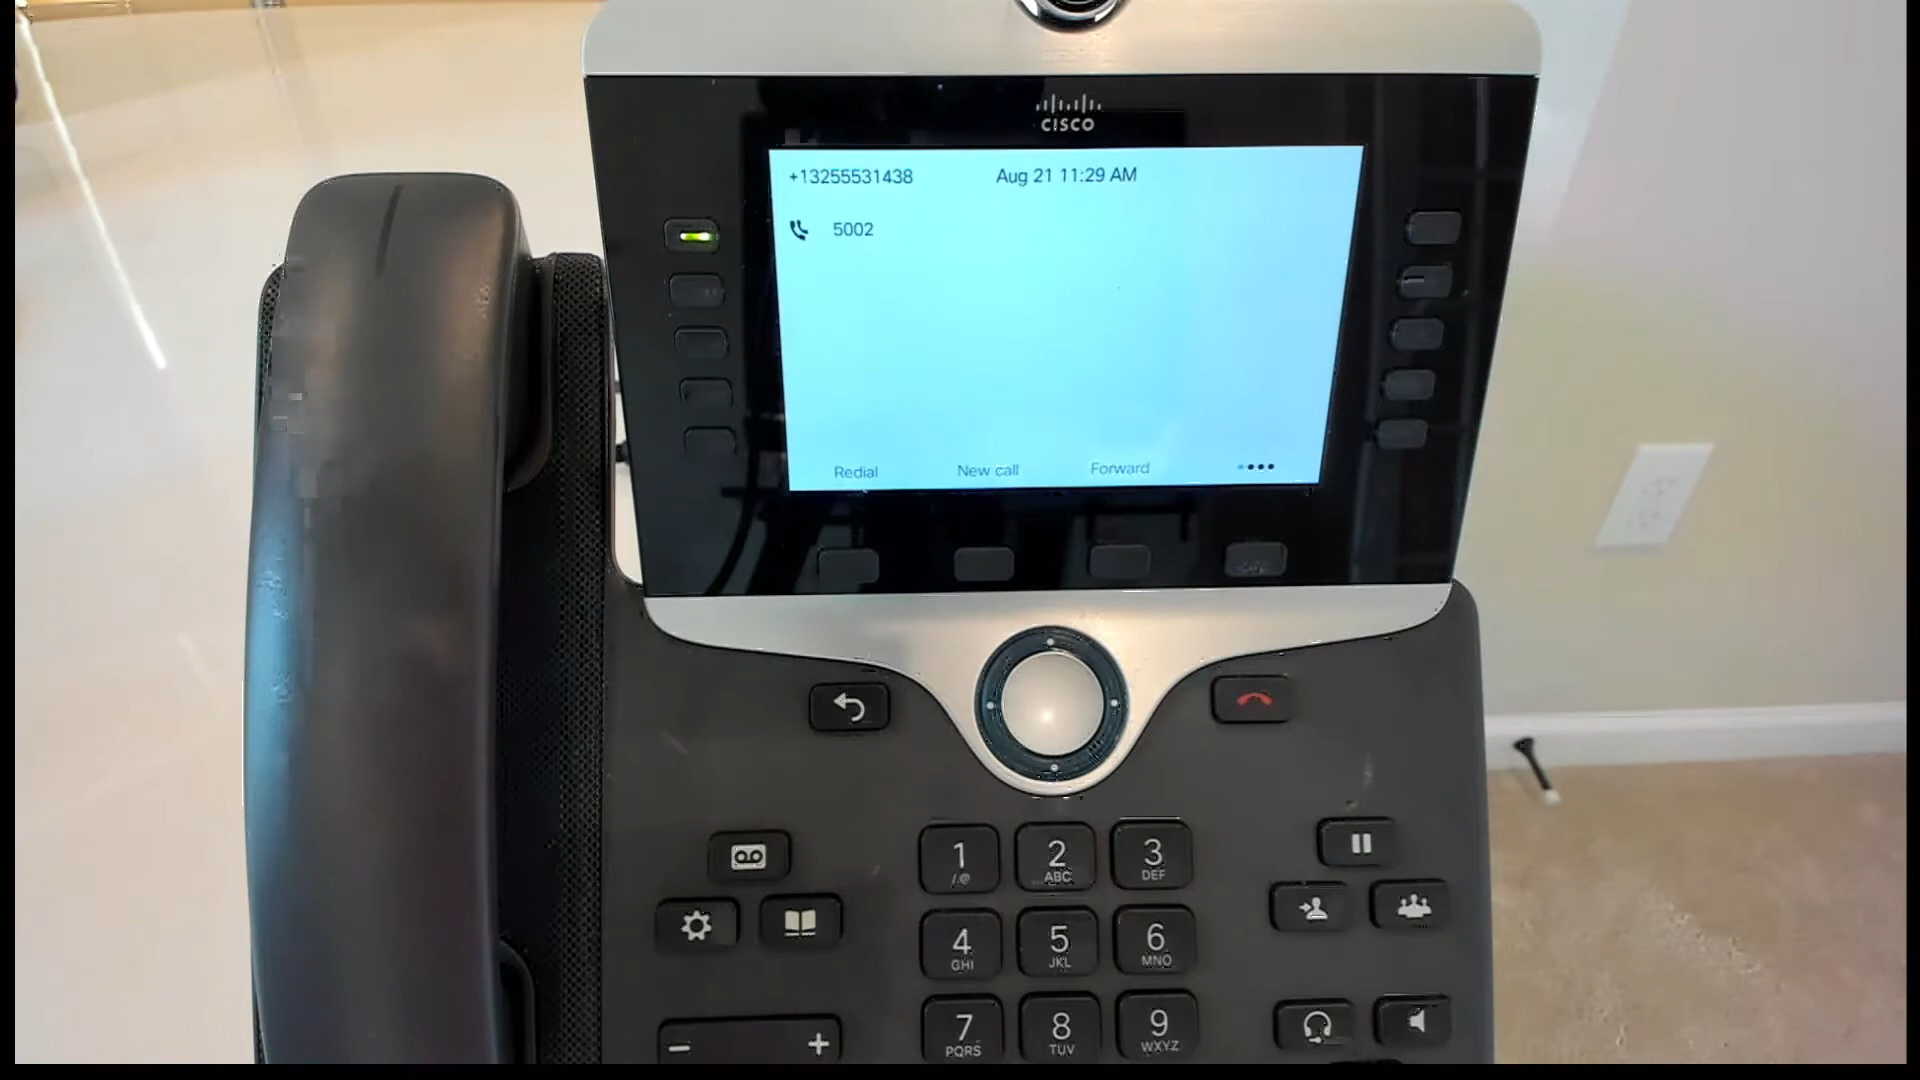 CISCO
+13255531438 Aug 21 11:29 AM
5002
Redial New call Forward
1 2 3
/.@ ABC DEF
4 5 6
GHI JKL MNO
7 8 9
PQRS TUV WXYZ
− +